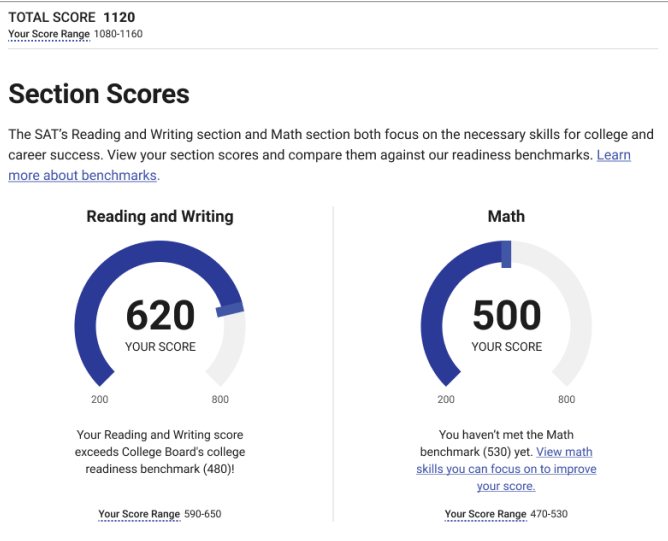 TOTAL SCORE 1120
Your Score Range 1080-1160
Section Scores
The SAT's Reading and Writing section and Math section both focus on the necessary skills for college and
career success. View your section scores and compare them against our readiness benchmarks. Learn
more about benchmarks.
Reading and Writing
620
YOUR SCORE
200 800
Your Reading and Writing score
exceeds College Board's college
readiness benchmark (480)!
Your Score Range 590-650
Math
500
YOUR SCORE
200 800
You haven't met the Math
benchmark (530) yet. View math
skills you can focus on to improve
your score.
Your Score Range 470-530